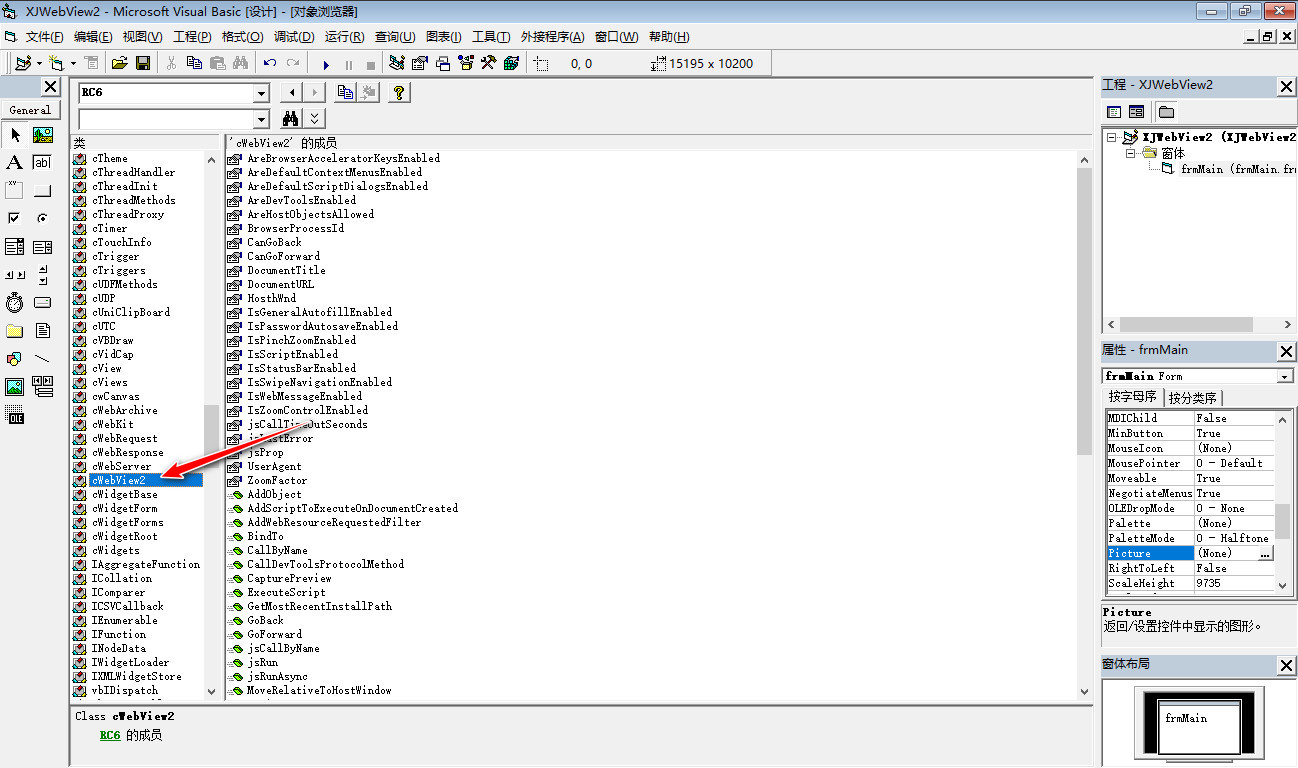 XJWebView2 - Microsoft Visual Basic [设计] - [对象浏览器]
文件(F) 编辑(E) 视图(V) 工程(P) 格式(O) 调试(D) 运行(R) 查询(U) 图表(I) 工具(T) 外接程序(A) 窗口(W) 帮助(H)
0, 0 15195 x 10200
General
RC6
类
cTheme
cThreadHandler
cThreadInit
cThreadMethods
cThreadProxy
cTimer
cTouchInfo
cTrigger
cTriggers
cUDFMethods
cUDP
cUniClipBoard
cUTC
cVBDraw
cVidCap
cView
cViews
cwCanvas
cWebArchive
cWebKit
cWebRequest
cWebResponse
cWebServer
cWebView2
cWidgetBase
cWidgetForm
cWidgetForms
cWidgetRoot
cWidgets
IAggregateFunction
ICollation
IComparer
ICSVCallback
IEnumerable
IFunction
INodeData
IWidgetLoader
IXMLWidgetStore
vbIDispatch
'cWebView2' 的成员
AreBrowserAcceleratorKeysEnabled
AreDefaultContextMenusEnabled
AreDefaultScriptDialogsEnabled
AreDevToolsEnabled
AreHostObjectsAllowed
BrowserProcessId
CanGoBack
CanGoForward
DocumentTitle
DocumentURL
HosthWnd
IsGeneralAutofillEnabled
IsPasswordAutosaveEnabled
IsPinchZoomEnabled
IsScriptEnabled
IsStatusBarEnabled
IsSwipeNavigationEnabled
IsWebMessageEnabled
IsZoomControlEnabled
jsCallTimeOutSeconds
jsLastError
jsProp
UserAgent
ZoomFactor
AddObject
AddScriptToExecuteOnDocumentCreated
AddWebResourceRequestedFilter
BindTo
CallByName
CallDevToolsProtocolMethod
CapturePreview
ExecuteScript
GetMostRecentInstallPath
GoBack
GoForward
jsCallByName
jsRun
jsRunAsync
MoveRelativeToHostWindow
Class cWebView2
RC6 的成员
工程 - XJWebView2
XJWebView2 (XJWebView2
窗体
frmMain (frmMain.fr
属性 - frmMain
frmMain Form
按字母序 按分类序
MDIChild False
MinButton True
MouseIcon (None)
MousePointer 0 - Default
Moveable True
NegotiateMenus True
OLEDropMode 0 - None
Palette (None)
PaletteMode 0 - Halftone
Picture (None) ...
RightToLeft False
ScaleHeight 9735
Picture
返回/设置控件中显示的图形。
窗体布局
frmMain